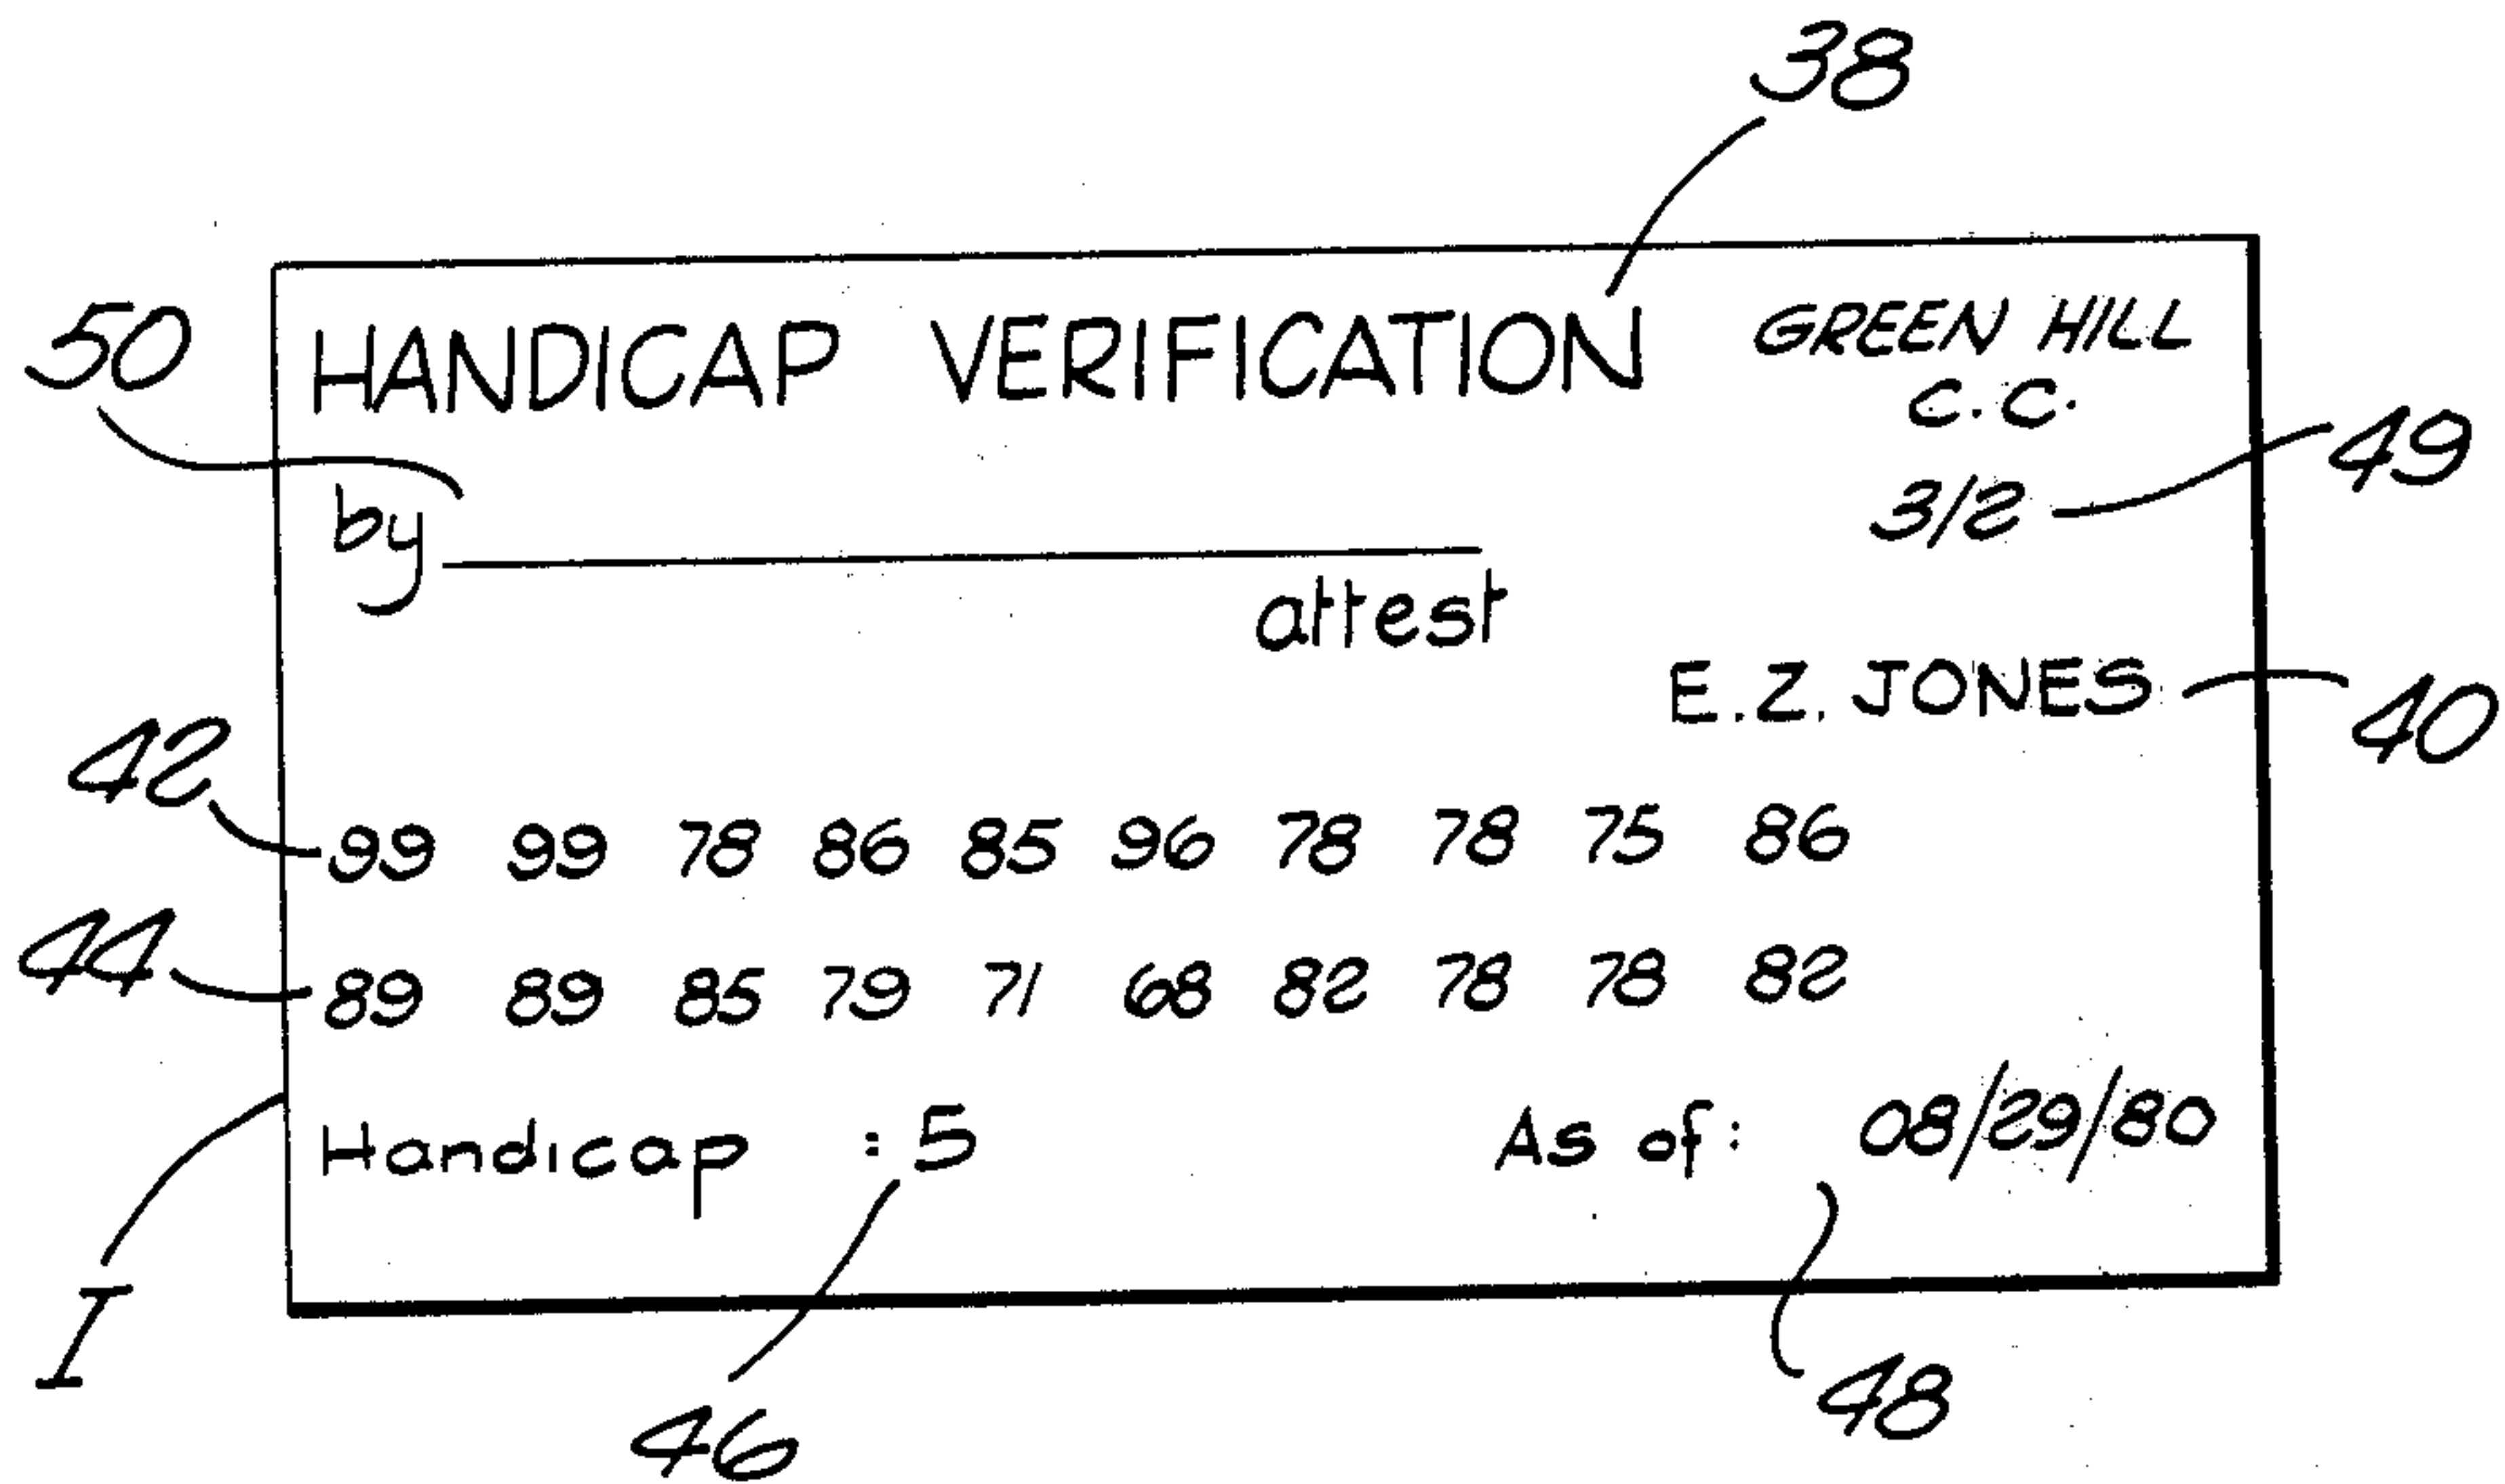 38
HANDICAP VERIFICATION GREEN HILL
C.C.
50
49
3/2
by
attest
E.Z. JONES
40
42
99 99 78 86 85 96 78 78 75 86
44
89 89 85 79 71 68 82 78 78 82
Handicap : 5 As of: 08/29/80
I
46
48